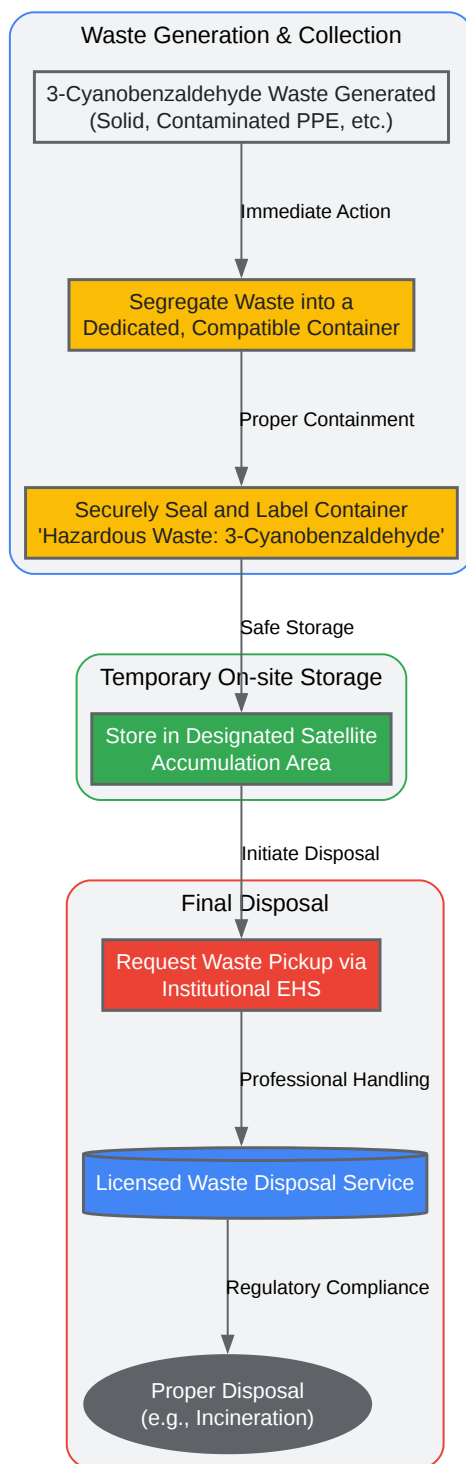 Waste Generation & Collection
3-Cyanobenzaldehyde Waste Generated
(Solid, Contaminated PPE, etc.)
Immediate Action
Segregate Waste into a
Dedicated, Compatible Container
Proper Containment
Securely Seal and Label Container
'Hazardous Waste: 3-Cyanobenzaldehyde'
Safe Storage
Temporary On-site Storage
Store in Designated Satellite
Accumulation Area
Initiate Disposal
Final Disposal
Request Waste Pickup via
Institutional EHS
Professional Handling
Licensed Waste Disposal Service
Regulatory Compliance
Proper Disposal
(e.g., Incineration)